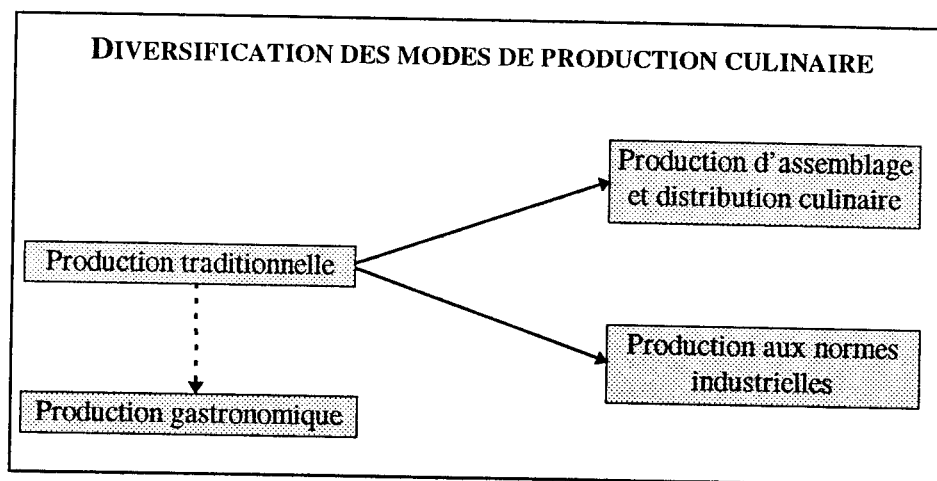 DIVERSIFICATION DES MODES DE PRODUCTION CULINAIRE
Production d'assemblage
et distribution culinaire
Production traditionnelle
Production aux normes
industrielles
Production gastronomique